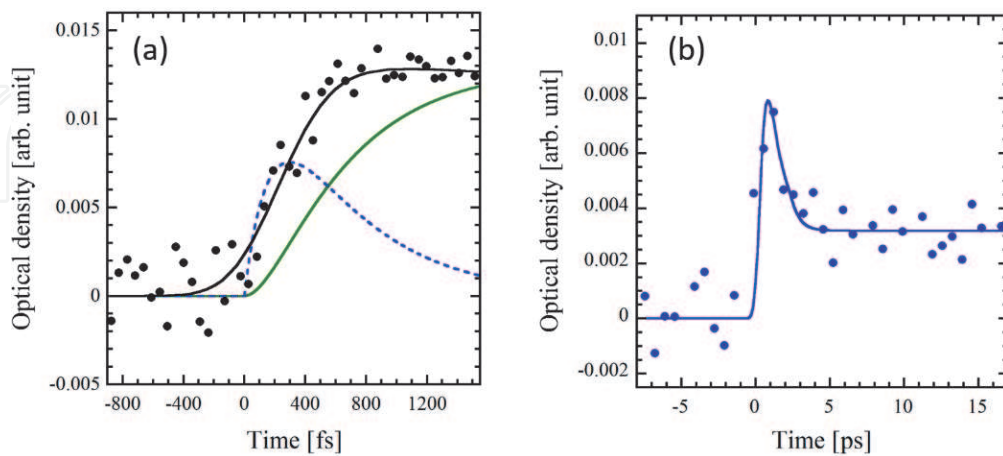 (a)
Optical density [arb. unit]
0.015
0.01
0.005
0
-0.005
-800 -400 0 400 800 1200
Time [fs]
(b)
Optical density [arb. unit]
0.01
0.008
0.006
0.004
0.002
0
-0.002
-5 0 5 10 15
Time [ps]